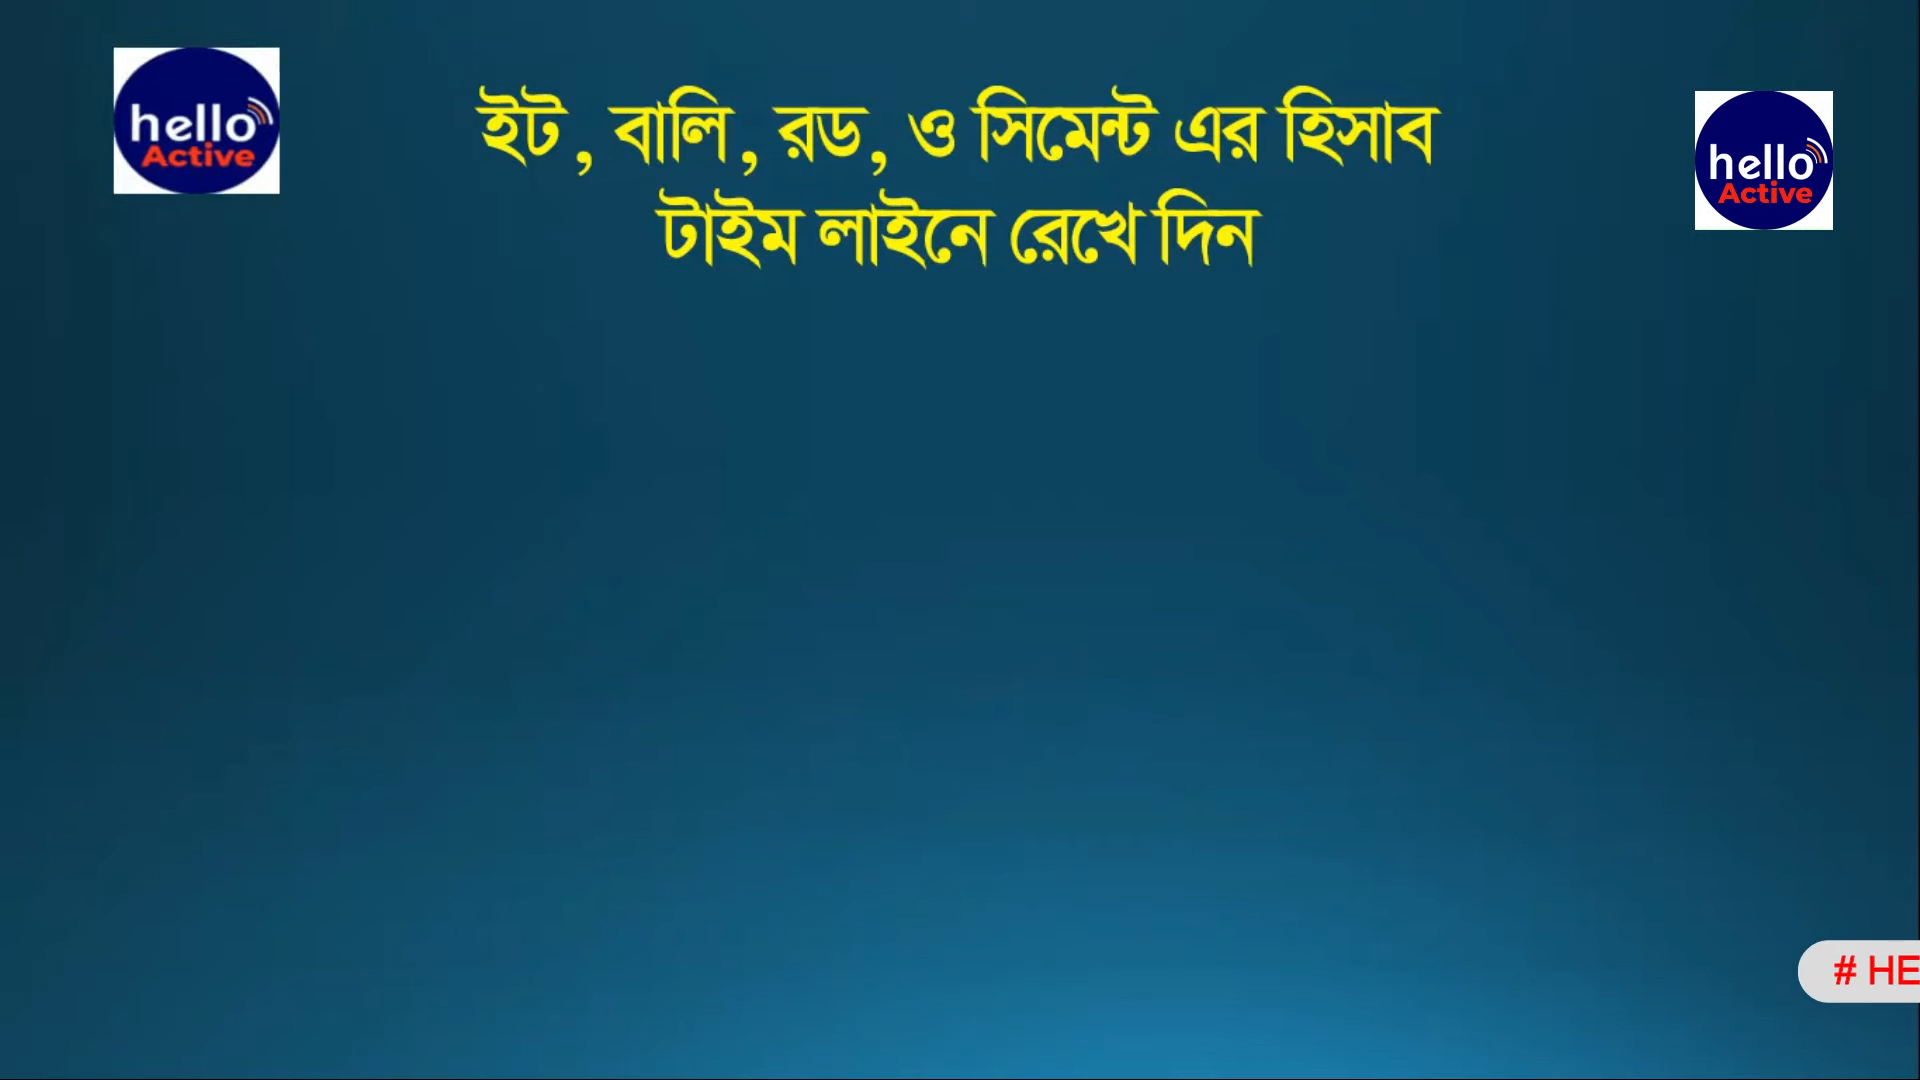 hello
Active
ইট, বালি, রড, ও সিমেন্ট এর হিসাব
টাইম লাইনে রেখে দিন
hello
Active
# HE